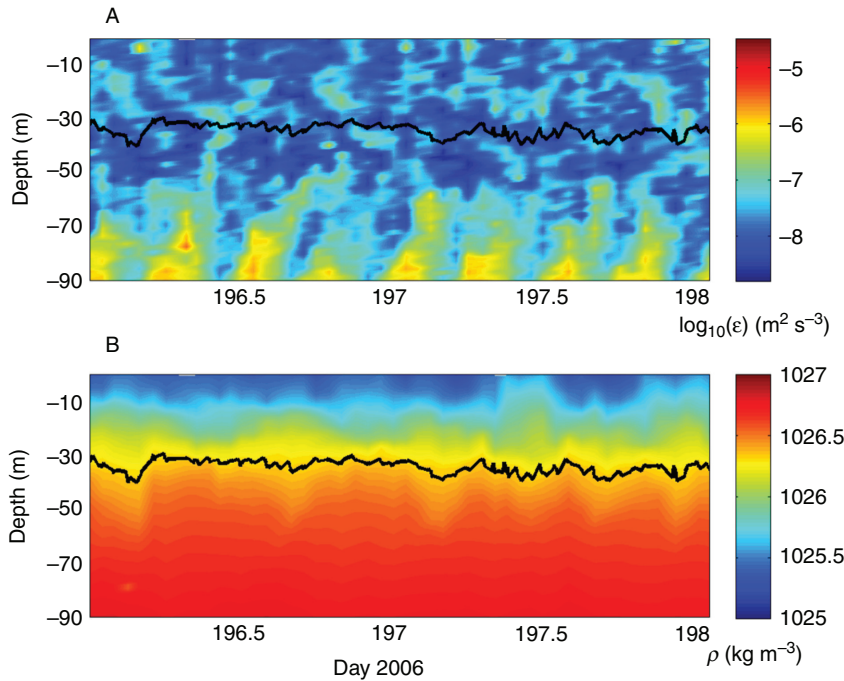 A
–10
–30
–50
–70
–90
Depth (m)
196.5 197 197.5 198
–5
–6
–7
–8
log10(ε) (m2 s–3)
B
–10
–30
–50
–70
–90
Depth (m)
196.5 197 197.5 198
Day 2006
1027
1026.5
1026
1025.5
1025
ρ (kg m–3)